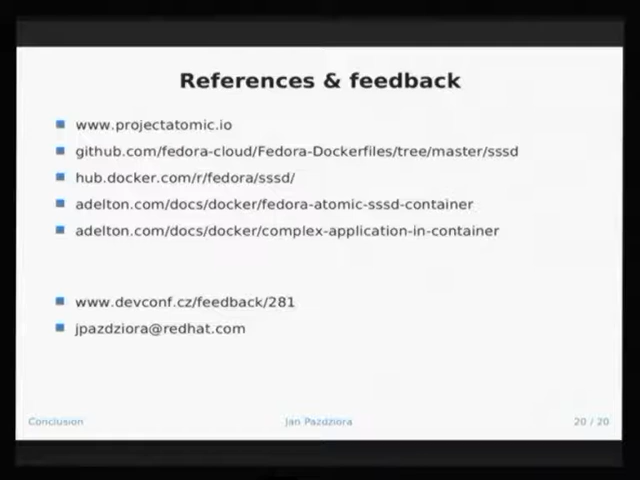 References & feedback
www.projectatomic.io
github.com/fedora-cloud/Fedora-Dockerfiles/tree/master/sssd
hub.docker.com/r/fedora/sssd/
adelton.com/docs/docker/fedora-atomic-sssd-container
adelton.com/docs/docker/complex-application-in-container
www.devconf.cz/feedback/281
jpazdziora@redhat.com
Conclusion
Jan Pazdziora
20 / 20